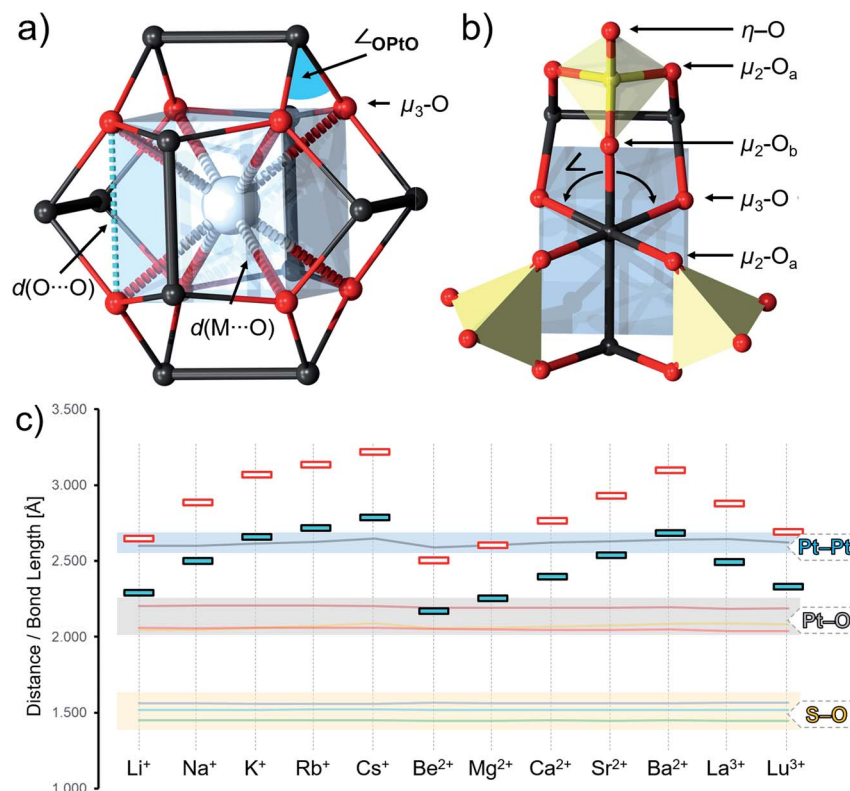 a)
∠OPtO
μ3-O
d(O···O)
d(M···O)
b)
η–O
μ2-Oa
μ2-Ob
∠
μ3-O
μ2-Oa
c)
Distance / Bond Length [Å]
3.500
3.000
2.500
2.000
1.500
1.000
Pt–Pt
Pt–O
S–O
Li⁺ Na⁺ K⁺ Rb⁺ Cs⁺ Be²⁺ Mg²⁺ Ca²⁺ Sr²⁺ Ba²⁺ La³⁺ Lu³⁺